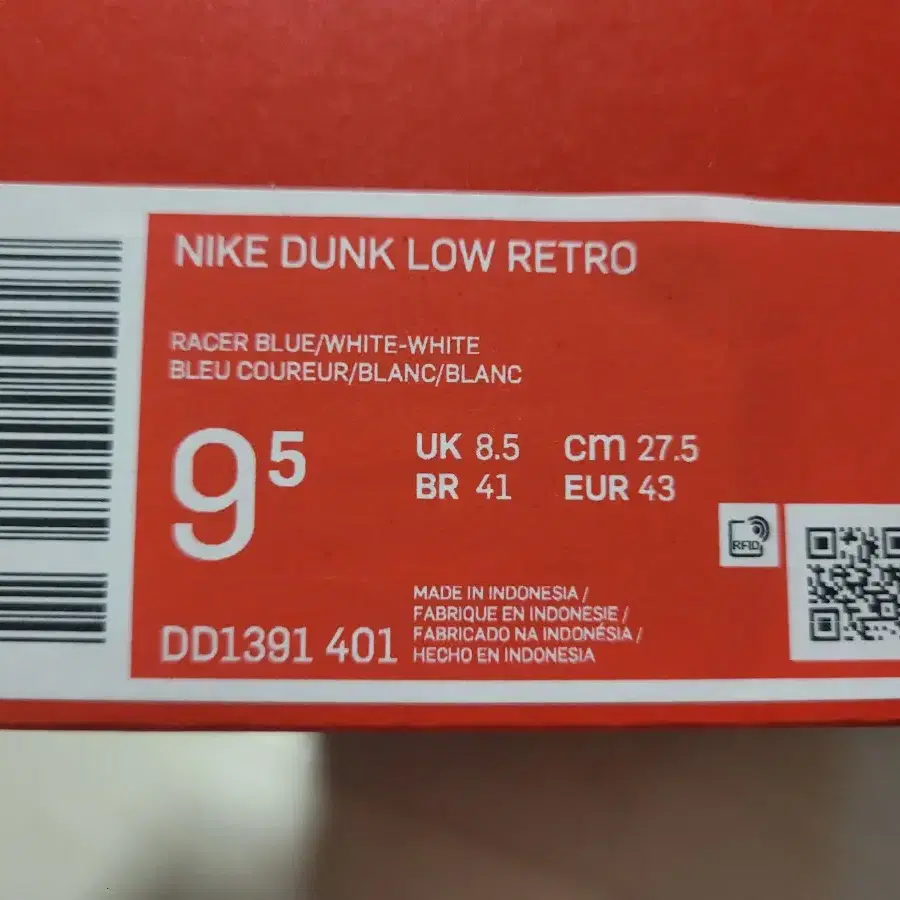 NIKE DUNK LOW RETRO
RACER BLUE/WHITE-WHITE
BLEU COUREUR/BLANC/BLANC
9⁵
UK 8.5 cm 27.5
BR 41 EUR 43
RFID
MADE IN INDONESIA /
FABRIQUE EN INDONESIE /
FABRICADO NA INDONÉSIA /
HECHO EN INDONESIA
DD1391 401